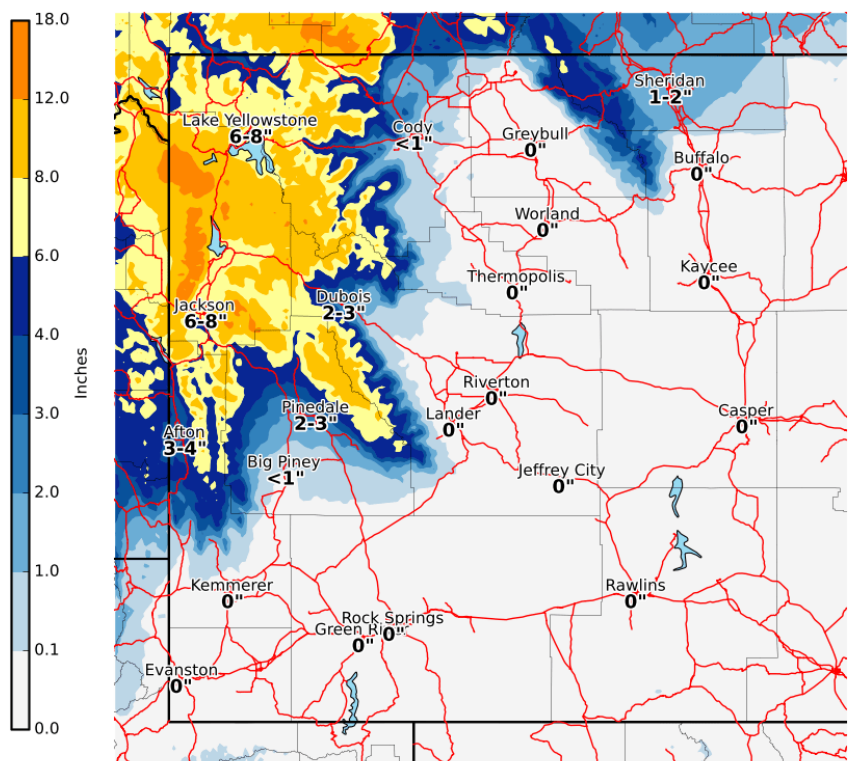 18.0
12.0
8.0
6.0
4.0
3.0
2.0
1.0
0.1
0.0
Inches
Sheridan
1-2"
Lake Yellowstone
6-8"
Cody
<1"
Greybull
0"
Buffalo
0"
Worland
0"
Thermopolis
0"
Kaycee
0"
Dubois
2-3"
Jackson
6-8"
Riverton
0"
Pinedale
2-3"
Lander
0"
Casper
0"
Afton
3-4"
Big Piney
<1"
Jeffrey City
0"
Kemmerer
0"
Rawlins
0"
Rock Springs
0"
Green Ri
0"
Evanston
0"